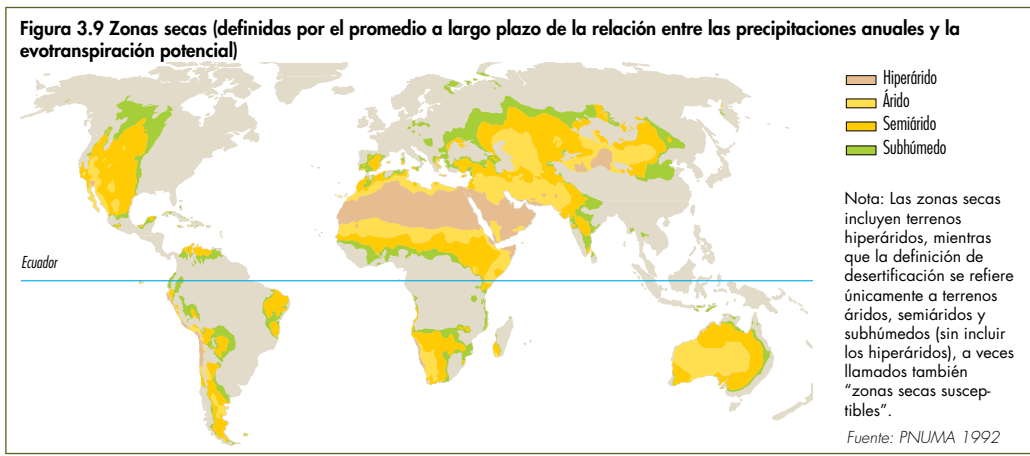 Figura 3.9 Zonas secas (definidas por el promedio a largo plazo de la relación entre las precipitaciones anuales y la
evotranspiración potencial)
Hiperárido
Árido
Semiárido
Subhúmedo
Ecuador
Nota: Las zonas secas
incluyen terrenos
hiperáridos, mientras
que la definición de
desertificación se refiere
únicamente a terrenos
áridos, semiáridos y
subhúmedos (sin incluir
los hiperáridos), a veces
llamados también
“zonas secas suscep-
tibles”.
Fuente: PNUMA 1992